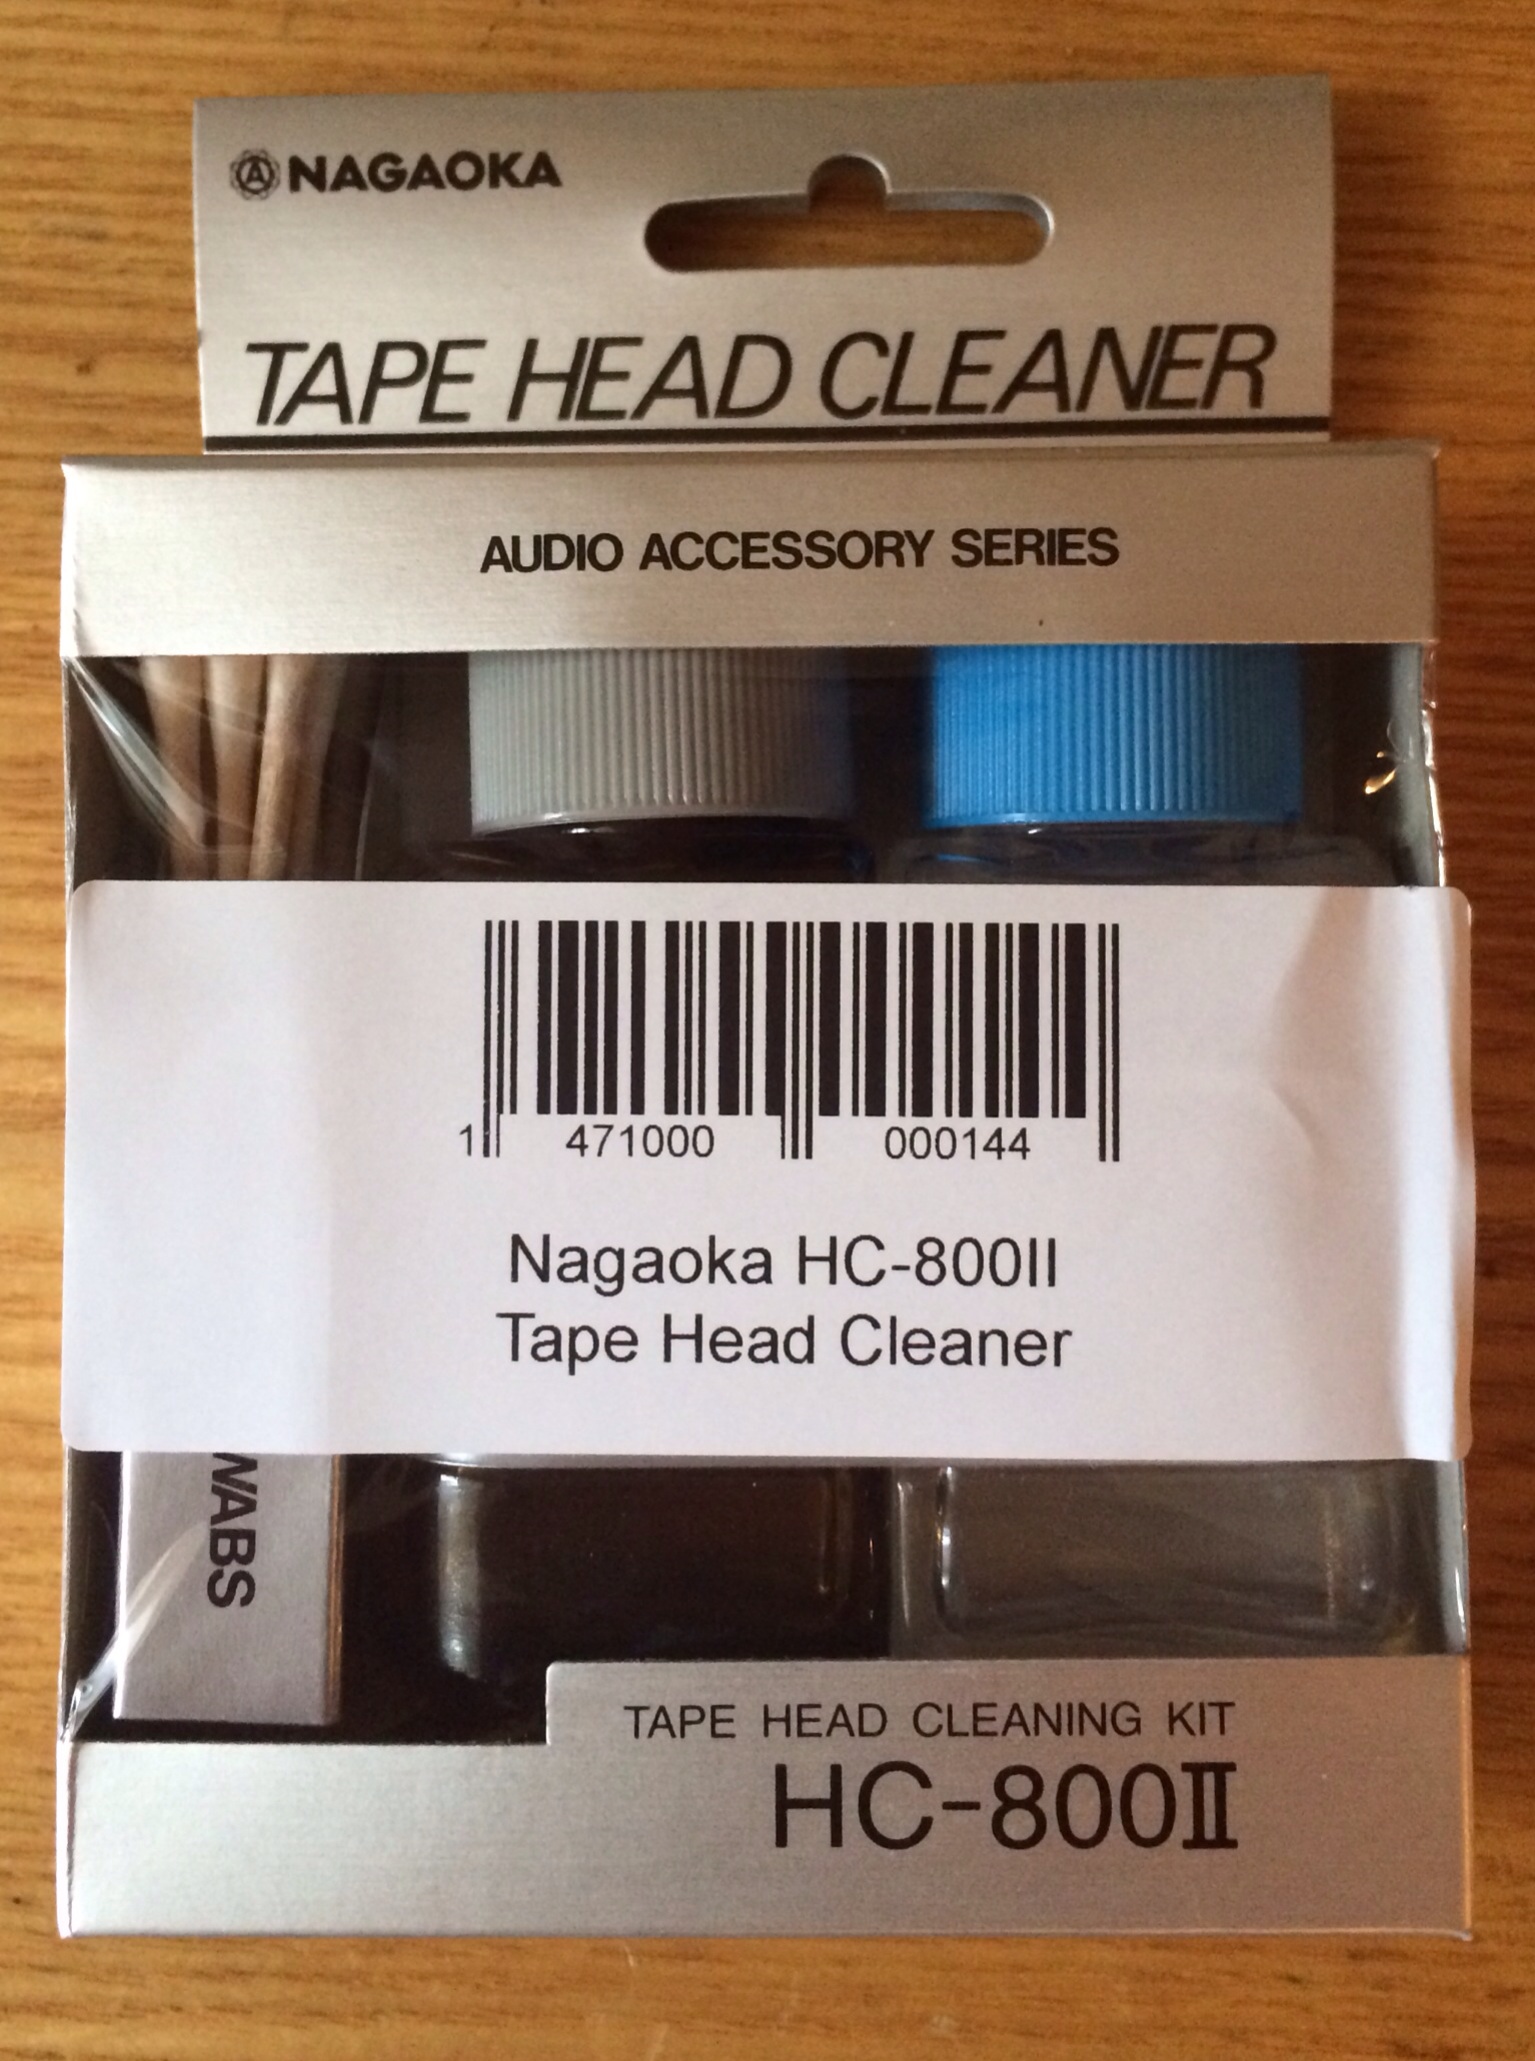 NAGAOKA
TAPE HEAD CLEANER
AUDIO ACCESSORY SERIES
1 471000 000144
Nagaoka HC-800II
Tape Head Cleaner
WABS
TAPE HEAD CLEANING KIT
HC-800Ⅱ